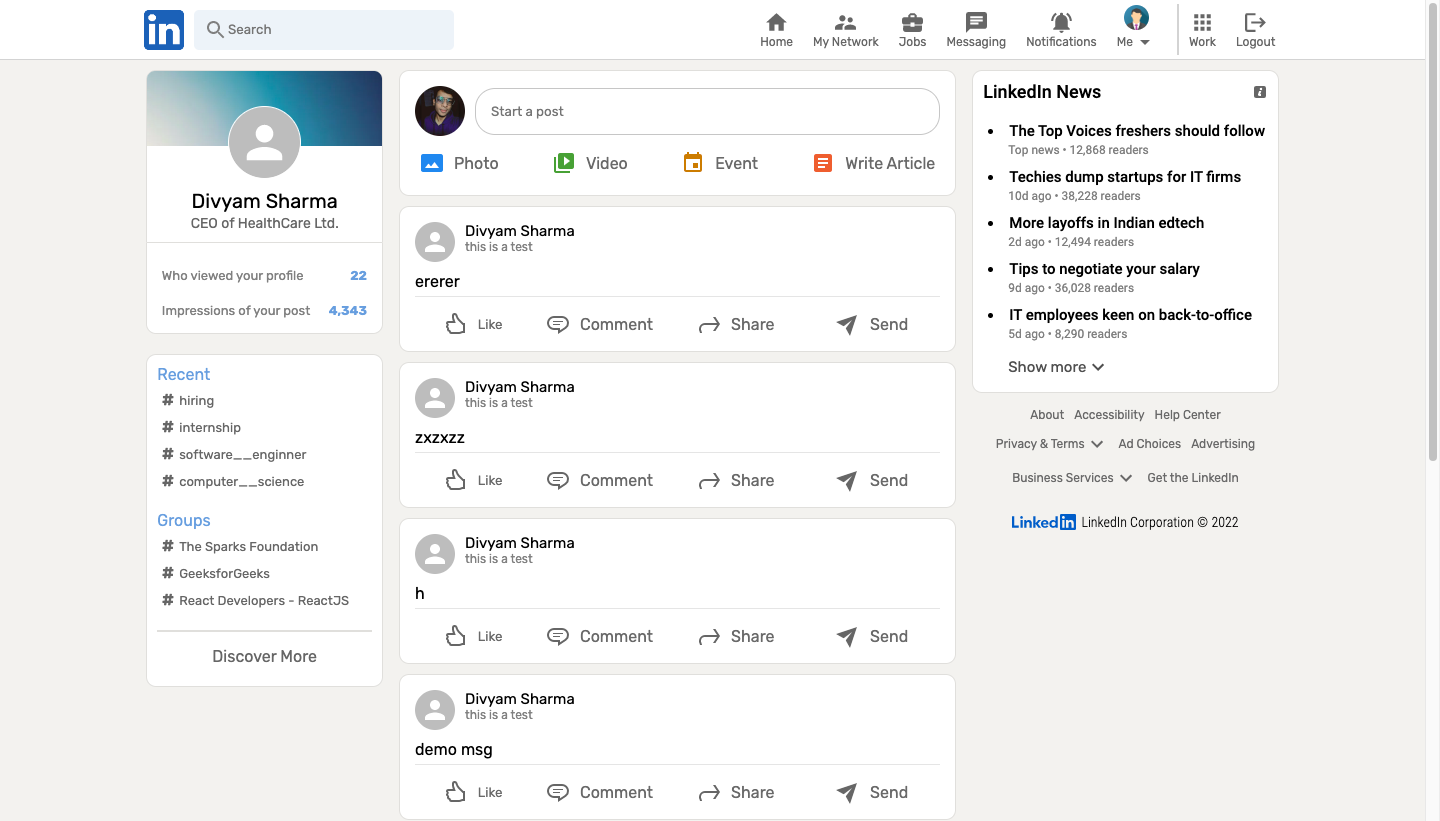 in
Search
Home
My Network
Jobs
Messaging
Notifications
Me
Work
Logout
Divyam Sharma
CEO of HealthCare Ltd.
Who viewed your profile 22
Impressions of your post 4,343
Recent
# hiring
# internship
# software__enginner
# computer__science
Groups
# The Sparks Foundation
# GeeksforGeeks
# React Developers - ReactJS
Discover More
Start a post
Photo
Video
Event
Write Article
Divyam Sharma
this is a test
ererer
Like
Comment
Share
Send
Divyam Sharma
this is a test
zxzxzz
Like
Comment
Share
Send
Divyam Sharma
this is a test
h
Like
Comment
Share
Send
Divyam Sharma
this is a test
demo msg
Like
Comment
Share
Send
LinkedIn News
The Top Voices freshers should follow
Top news • 12,868 readers
Techies dump startups for IT firms
10d ago • 38,228 readers
More layoffs in Indian edtech
2d ago • 12,494 readers
Tips to negotiate your salary
9d ago • 36,028 readers
IT employees keen on back-to-office
5d ago • 8,290 readers
Show more
About Accessibility Help Center
Privacy & Terms Ad Choices Advertising
Business Services Get the LinkedIn
LinkedIn LinkedIn Corporation © 2022